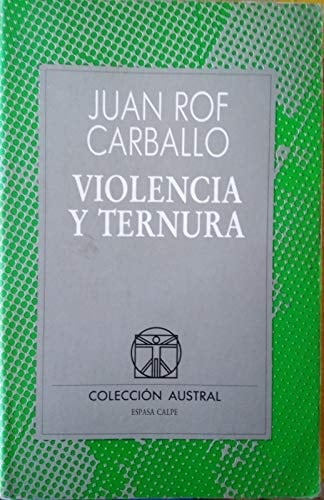 JUAN ROF
CARBALLO
VIOLENCIA
Y TERNURA
COLECCIÓN AUSTRAL
ESPASA CALPE